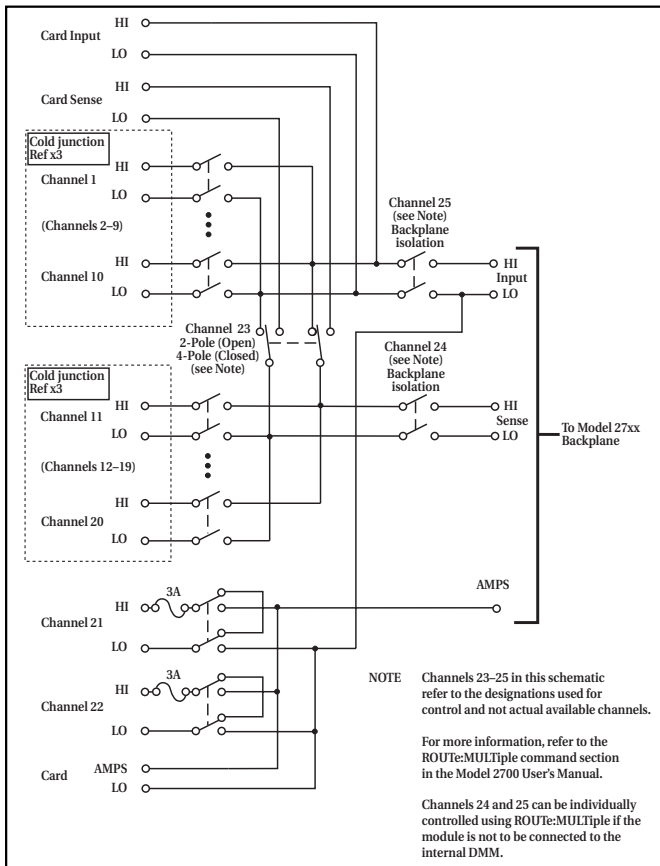 Card Input
HI
LO
Card Sense
HI
LO
Cold junction
Ref x3
Channel 1
HI
LO
(Channels 2–9)
Channel 10
HI
LO
Channel 25
(see Note)
Backplane
isolation
HI
Input
LO
Channel 23
2-Pole (Open)
4-Pole (Closed)
(see Note)
Channel 24
(see Note)
Backplane
isolation
Cold junction
Ref x3
Channel 11
HI
LO
(Channels 12–19)
Channel 20
HI
LO
HI
Sense
LO
To Model 27xx
Backplane
AMPS
Channel 21
HI
3A
LO
Channel 22
HI
3A
LO
Card
AMPS
LO
NOTE Channels 23–25 in this schematic
refer to the designations used for
control and not actual available channels.
For more information, refer to the
ROUTe:MULTiple command section
in the Model 2700 User's Manual.
Channels 24 and 25 can be individually
controlled using ROUTe:MULTiple if the
module is not to be connected to the
internal DMM.